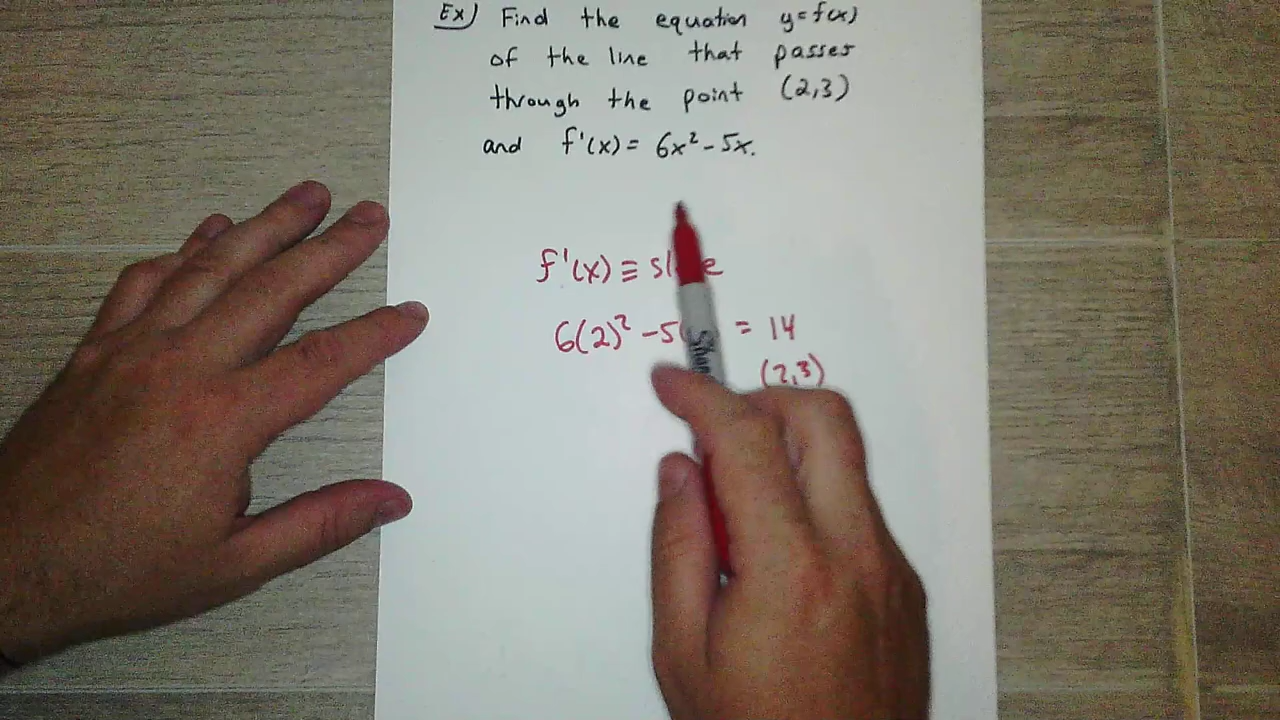 Ex) Find the equation y=f(x)
of the line that passes
through the point (2,3)
and f'(x) = 6x² - 5x.
f'(x) ≡
6(2)² - 5( = 14
(2,3)